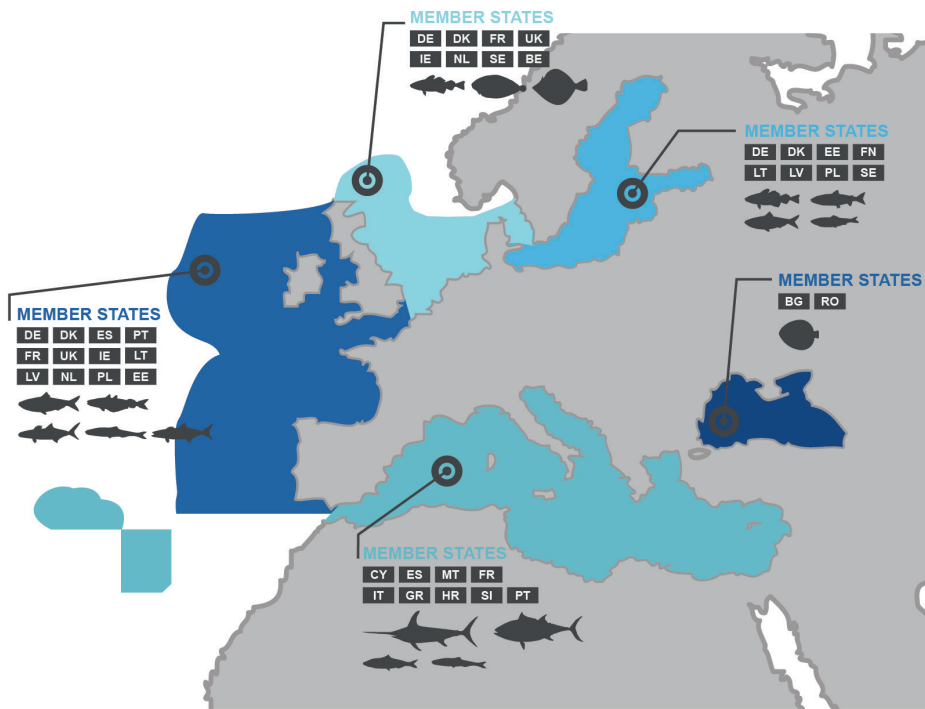 MEMBER STATES
DE DK FR UK
IE NL SE BE
MEMBER STATES
DE DK EE FN
LT LV PL SE
MEMBER STATES
BG RO
MEMBER STATES
DE DK ES PT
FR UK IE LT
LV NL PL EE
MEMBER STATES
CY ES MT FR
IT GR HR SI PT